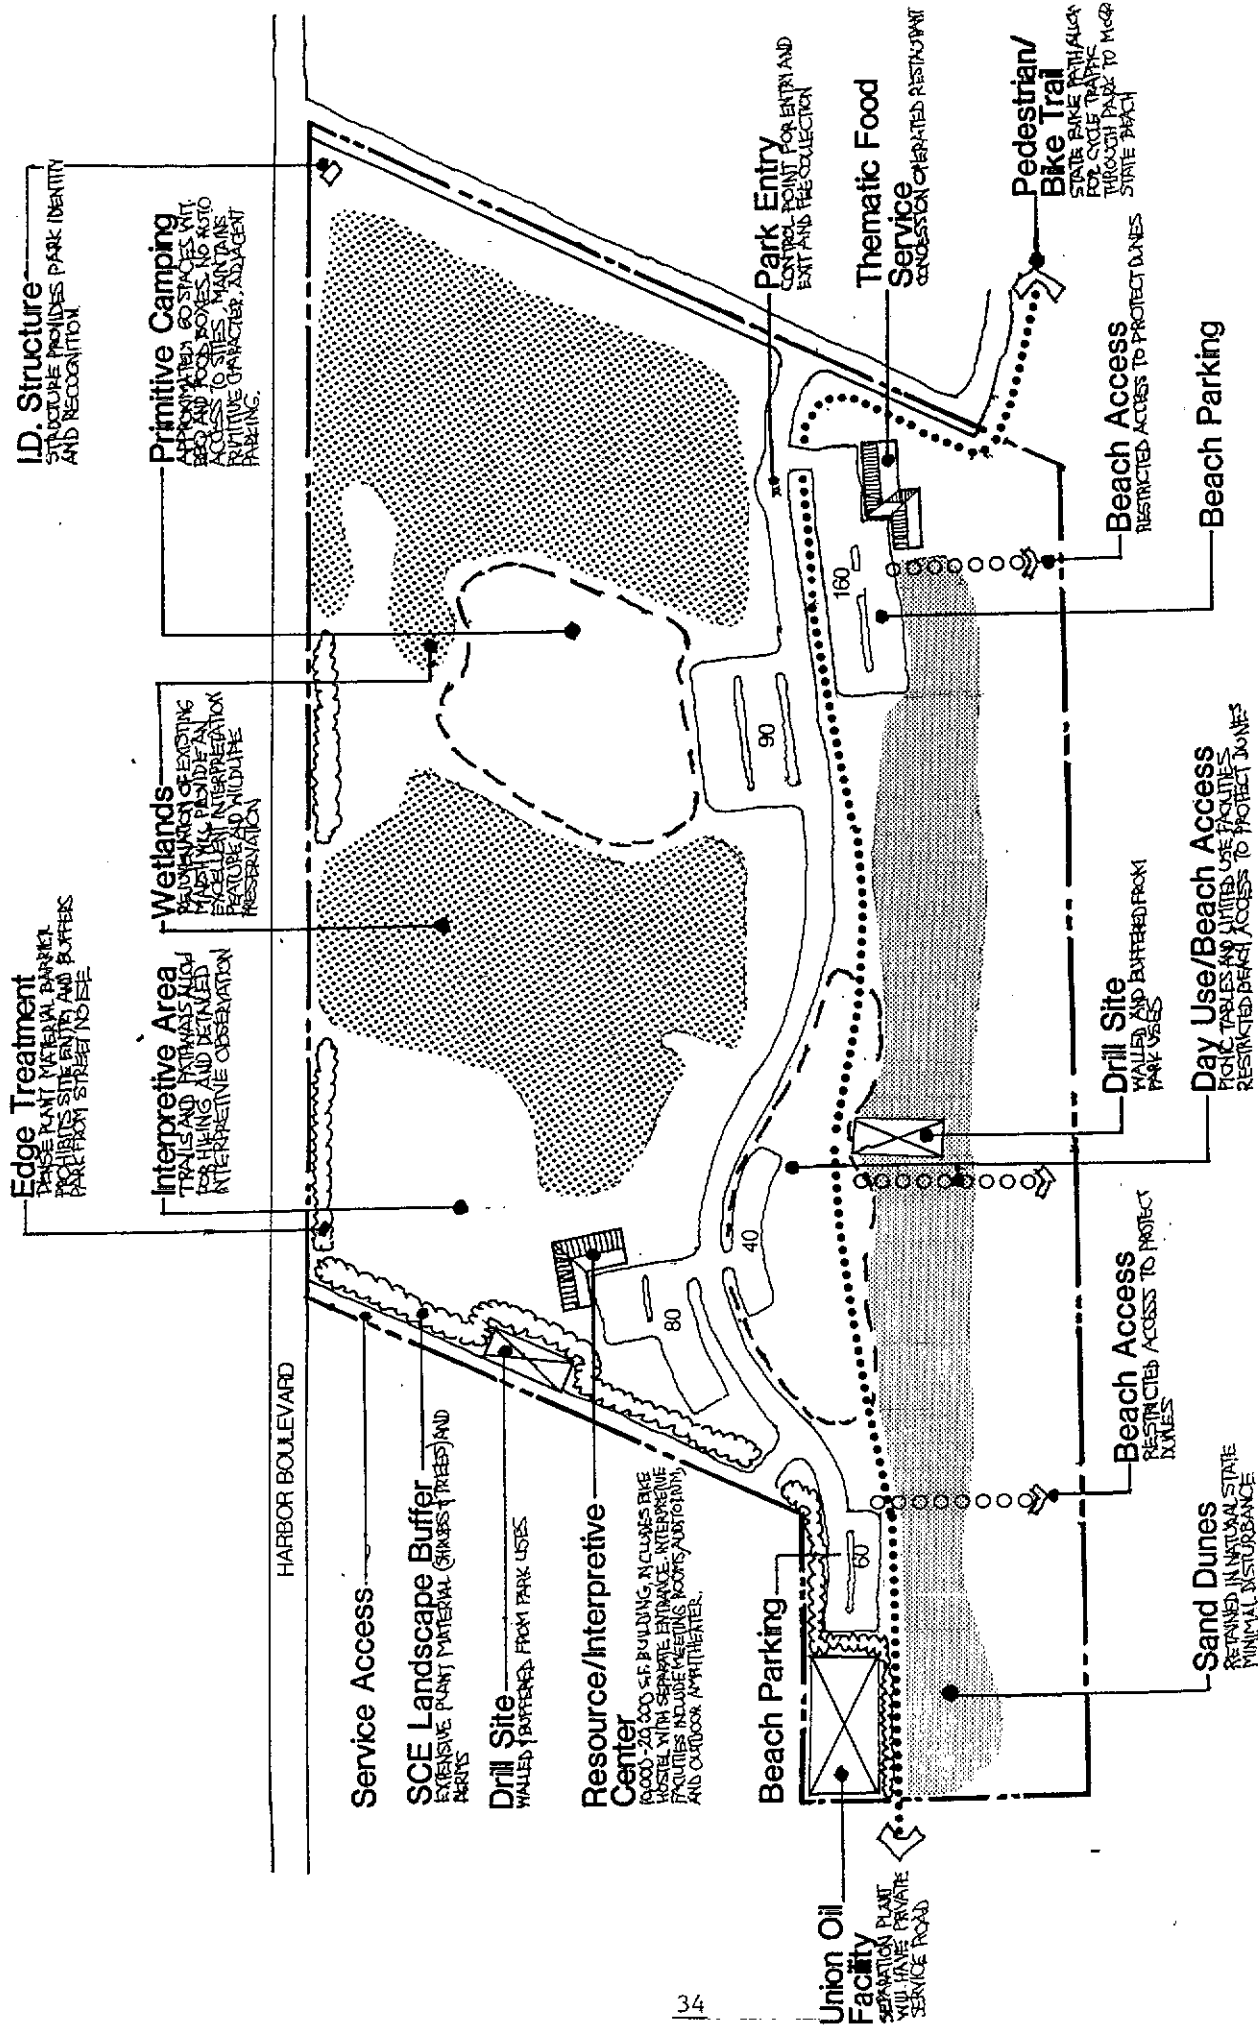 I.D. Structure
STRUCTURE PROVIDES PARK IDENTITY
AND RECOGNITION.
Primitive Camping
APPROXIMATELY 60 SPACES WIT.
BBQ AND FOOD BOXES. NO AUTO
ACCESS TO SITES, MAINTAINS
PRIMITIVE CHARACTER, ADJACENT
PARKING.
Edge Treatment
DENSE PLANT MATERIAL BARRIER
PROHIBITS SITE ENTRY AND BUFFERS
PARK FROM STREET NOISE
Wetlands
REJUVENATION OF EXISTING
MARSH WILL PROVIDE AN
EXCELLENT INTERPRETATION
FEATURE AND WILDLIFE
PRESERVATION
Interpretive Area
TRAILS AND PATHWAYS ALLOW
FOR HIKING AND DETAILED
INTERPRETIVE OBSERVATION
HARBOR BOULEVARD
Service Access
SCE Landscape Buffer
EXTENSIVE PLANT MATERIAL (SHRUBS & TREES) AND
BERMS
Drill Site
WALLED & BUFFERED FROM PARK USES.
Resource/Interpretive
Center
-20,000 S.F. BUILDING, INCLUDES BIKE
HOSTEL WITH SEPARATE ENTRANCE. INTERPRETIVE
FACILITIES INCLUDE MEETING ROOMS, AUDITORIUM,
AND OUTDOOR AMPHITHEATER.
Beach Parking
Union Oil
Facility
SEPARATION PLANT
WILL HAVE PRIVATE
SERVICE ROAD
60
80
40
90
160
Park Entry
CONTROL POINT FOR ENTRY AND
EXIT AND FEE COLLECTION
Thematic Food
Service
CONCESSION OPERATED RESTAURANT
Pedestrian/
Bike Trail
STATE BIKE PATH ALLOW
FOR CYCLE TRAFFIC
THROUGH PARK TO McGR
STATE BEACH
Beach Access
RESTRICTED ACCESS TO PROTECT DUNES
Beach Parking
Drill Site
WALLED AND BUFFERED FROM
PARK USES
Day Use/Beach Access
PICNIC TABLES AND LIMITED USE FACILITIES
RESTRICTED BEACH ACCESS TO PROTECT DUNES
Beach Access
RESTRICTED ACCESS TO PROTECT
DUNES
Sand Dunes
RETAINED IN NATURAL STATE
MINIMAL DISTURBANCE
34